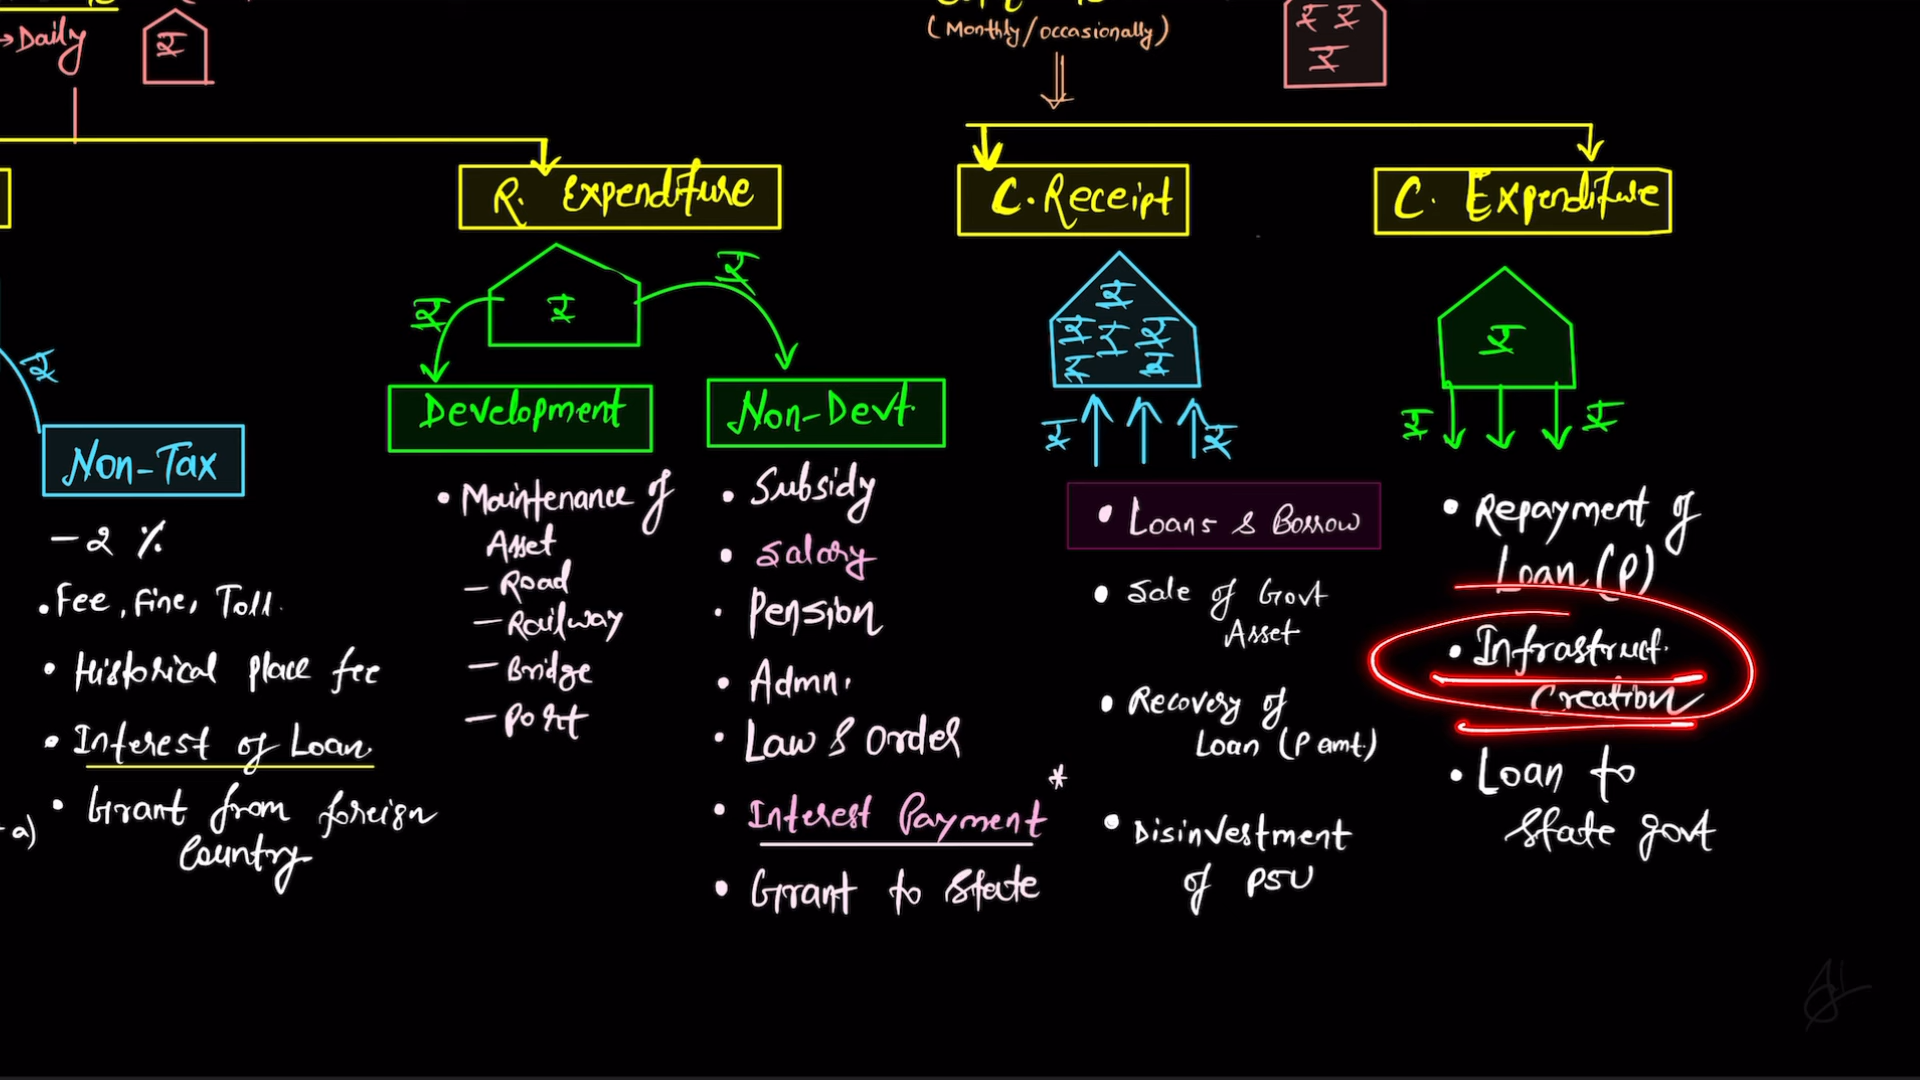 →Daily
₹
(Monthly/occasionally)
₹ ₹
₹
R. Expenditure
C. Receipt
C. Expenditure
₹
₹
₹
₹
₹
₹ ₹ ₹
₹ ₹
₹ ₹
₹
₹ ₹
₹
Development
Non-Devt.
Non-Tax
- 2 %
• Fee, Fine, Toll.
• Historical place fee
• Interest of Loan.
• Grant from foreign
Country
• Maintenance of
Asset
- Road
- Railway
- Bridge
- Port
• Subsidy
• Salary
• Pension
• Admn.
• Law & Order
• Interest Payment *
• Grant to State
• Loans & Borrow
• Sale of Govt
Asset
• Recovery of
Loan (P amt.)
• Disinvestment
of PSU
• Repayment of
Loan (P)
• Infrastruct.
Creation
• Loan to
State govt